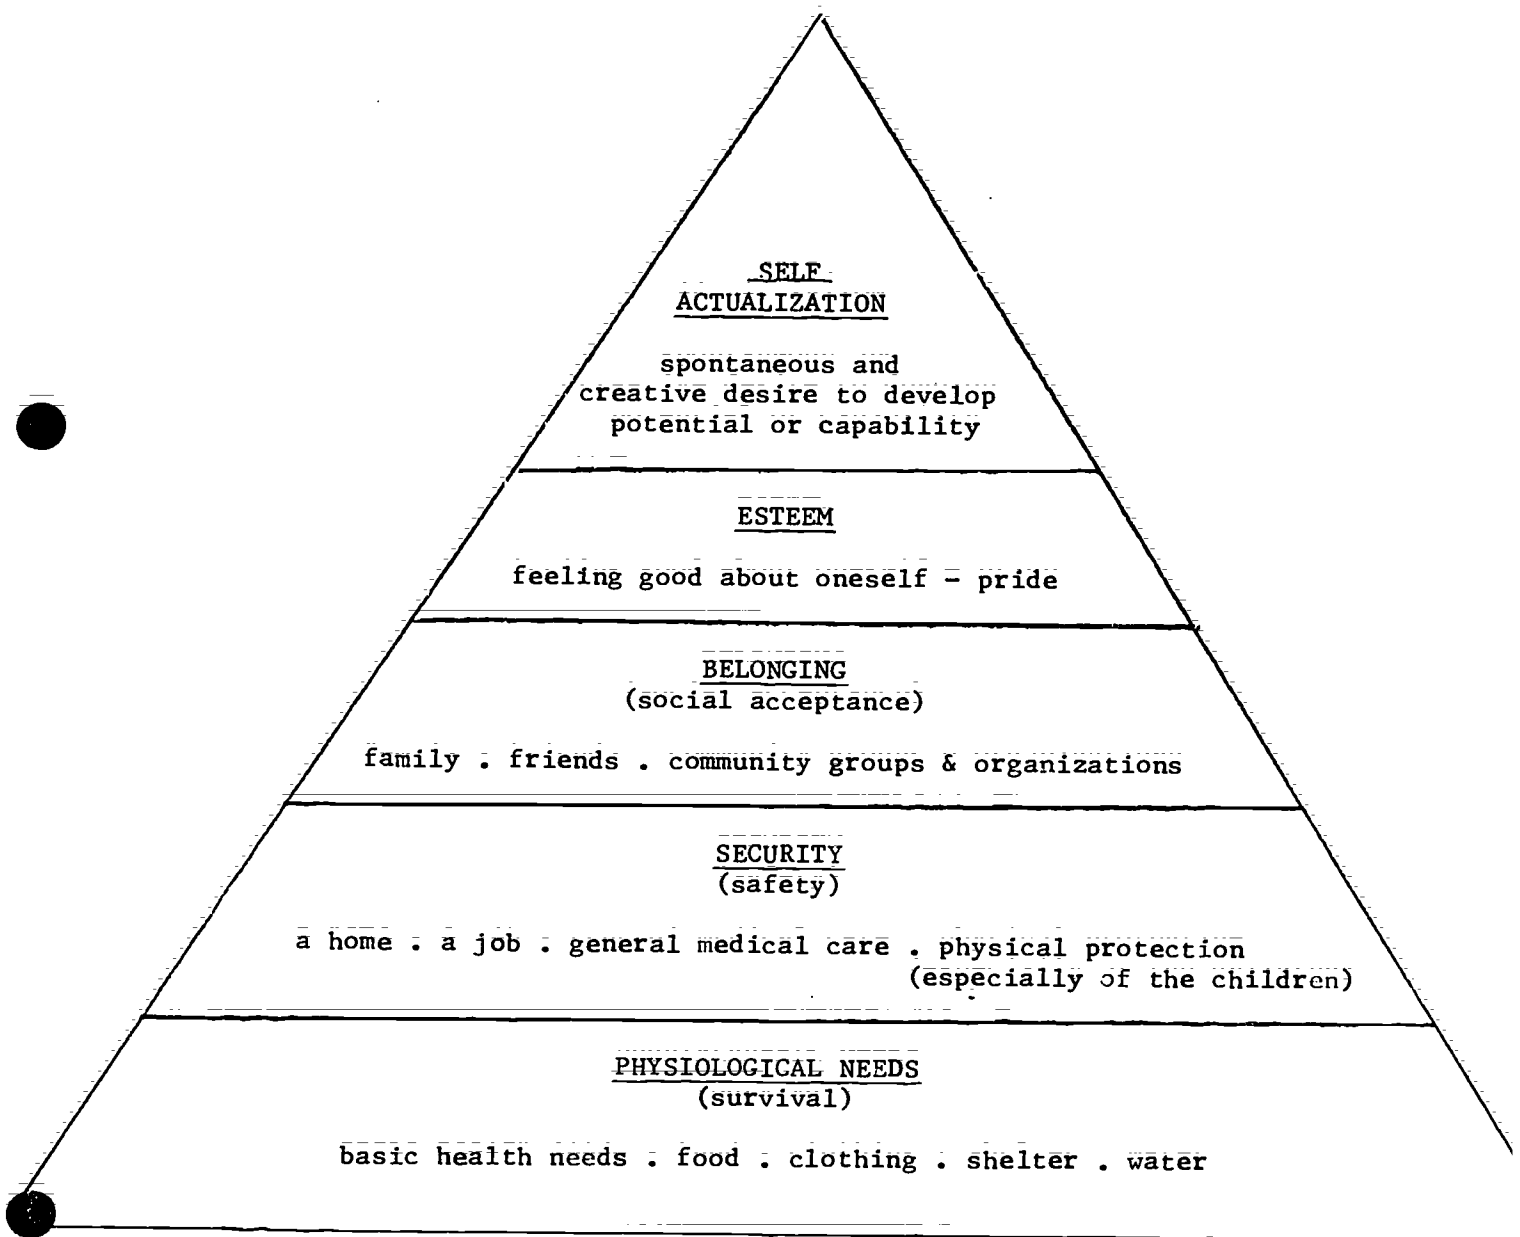 SELF
ACTUALIZATION
spontaneous and
creative desire to develop
potential or capability
ESTEEM
feeling good about oneself - pride
BELONGING
(social acceptance)
family . friends . community groups & organizations
SECURITY
(safety)
a home . a job . general medical care . physical protection
(especially of the children)
PHYSIOLOGICAL NEEDS
(survival)
basic health needs . food . clothing . shelter . water